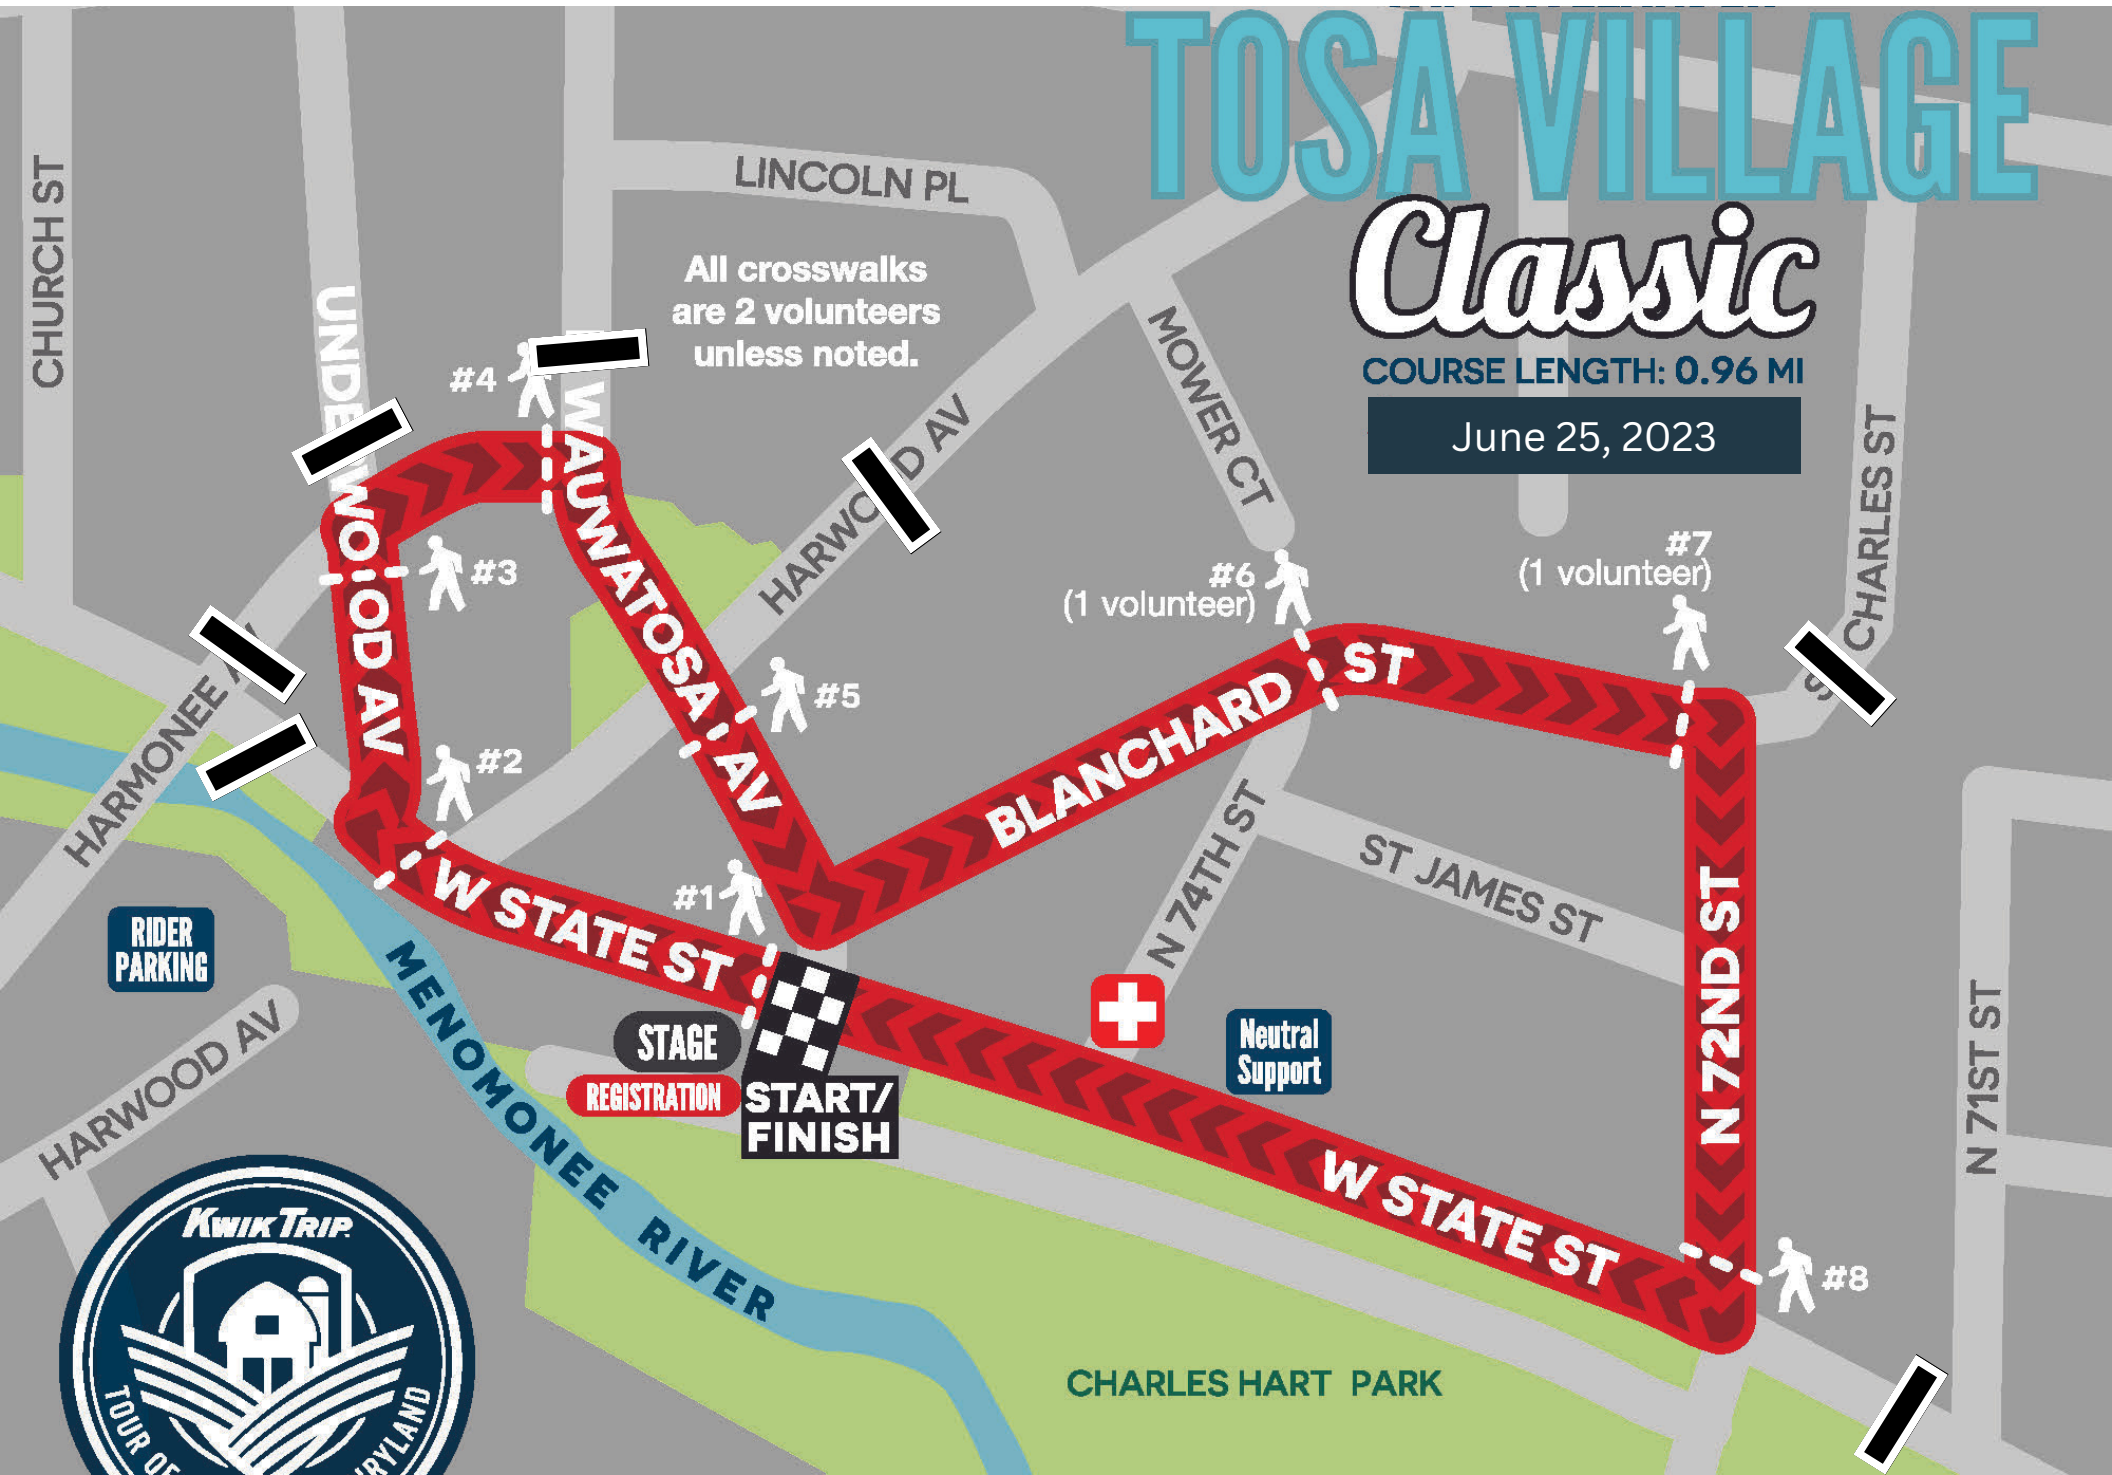 TOSA VILLAGE
Classic
COURSE LENGTH: 0.96 MI
June 25, 2023
CHURCH ST
LINCOLN PL
All crosswalks
are 2 volunteers
unless noted.
#4
WAUWATOSA AV
HARMONEE
#3
#2
#5
MOWER CT
#6
(1 volunteer)
#7
(1 volunteer)
CHARLES ST
BLANCHARD ST
N 74TH ST
ST JAMES ST
N 72ND ST
N 71ST ST
#1
W STATE ST
RIDER
PARKING
HARWOOD AV
MENOMONEE RIVER
STAGE
REGISTRATION
START/
FINISH
Neutral
Support
W STATE ST
#8
CHARLES HART PARK
KWIK TRIP
TOUR OF